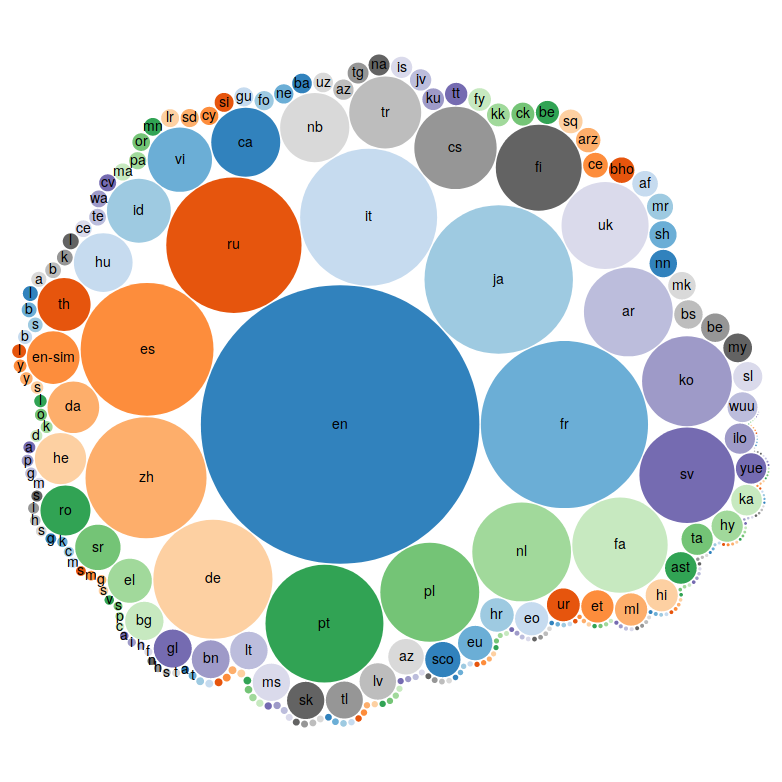 na
tg
is
jv
uz
az
ba
ne
fo
gu
si
cy
sd
lr
mn
or
pa
ma
cv
wa
te
ce
ku
tt
fy
kk
ck
be
sq
arz
ce
bho
af
mr
sh
nn
mk
bs
be
my
sl
wuu
ilo
yue
ka
hy
ta
ast
hi
ml
et
ur
eo
hr
eu
sco
az
lv
tl
sk
ms
lt
bn
gl
bg
el
sr
ro
he
da
en-sim
th
hu
id
vi
ca
nb
tr
cs
fi
uk
ar
ko
sv
fa
nl
pl
pt
de
zh
es
ru
it
ja
fr
en